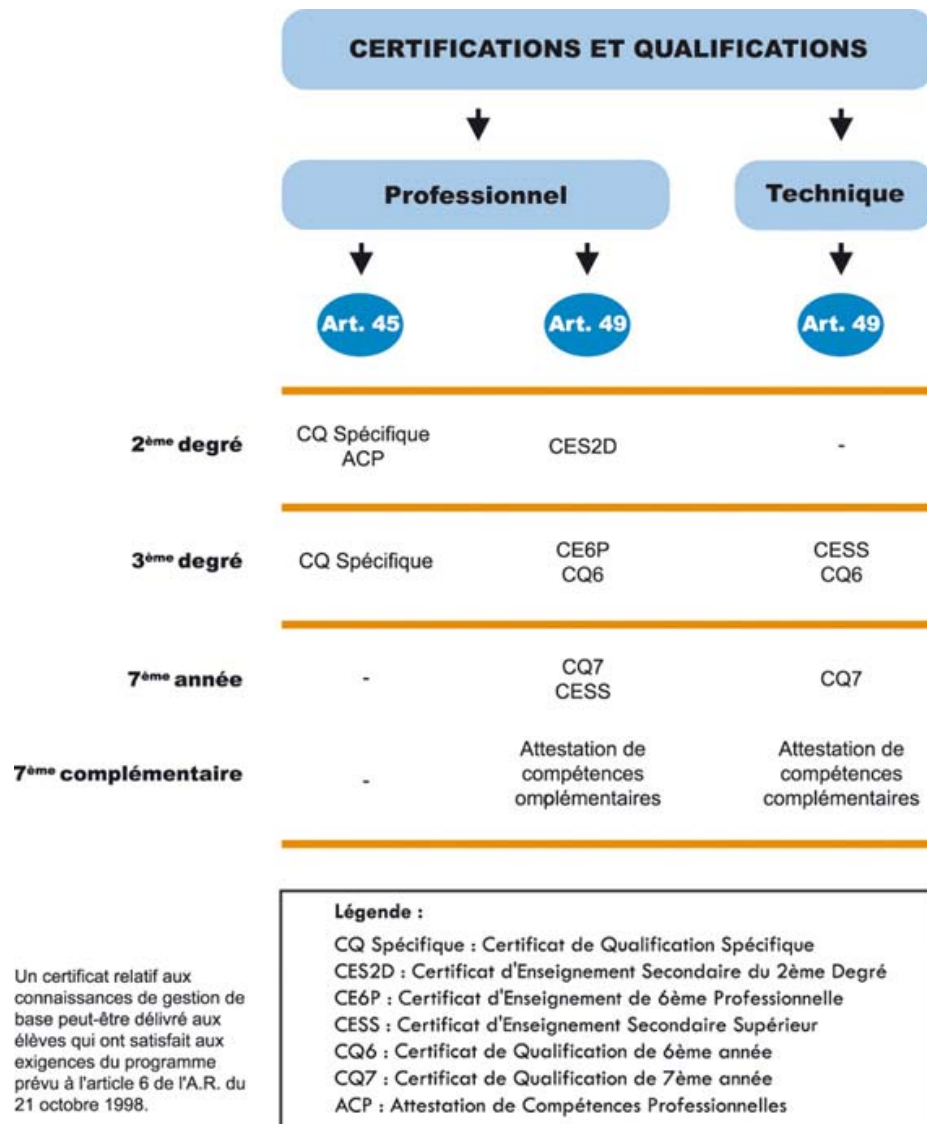 CERTIFICATIONS ET QUALIFICATIONS
Professionnel
Technique
Art. 45
Art. 49
Art. 49
2ème degré
CQ Spécifique
ACP
CES2D
-
3ème degré
CQ Spécifique
CE6P
CQ6
CESS
CQ6
7ème année
-
CQ7
CESS
CQ7
7ème complémentaire
-
Attestation de
compétences
omplémentaires
Attestation de
compétences
complémentaires
Un certificat relatif aux
connaissances de gestion de
base peut-être délivré aux
élèves qui ont satisfait aux
exigences du programme
prévu à l'article 6 de l'A.R. du
21 octobre 1998.
Légende :
CQ Spécifique : Certificat de Qualification Spécifique
CES2D : Certificat d'Enseignement Secondaire du 2ème Degré
CE6P : Certificat d'Enseignement de 6ème Professionnelle
CESS : Certificat d'Enseignement Secondaire Supérieur
CQ6 : Certificat de Qualification de 6ème année
CQ7 : Certificat de Qualification de 7ème année
ACP : Attestation de Compétences Professionnelles